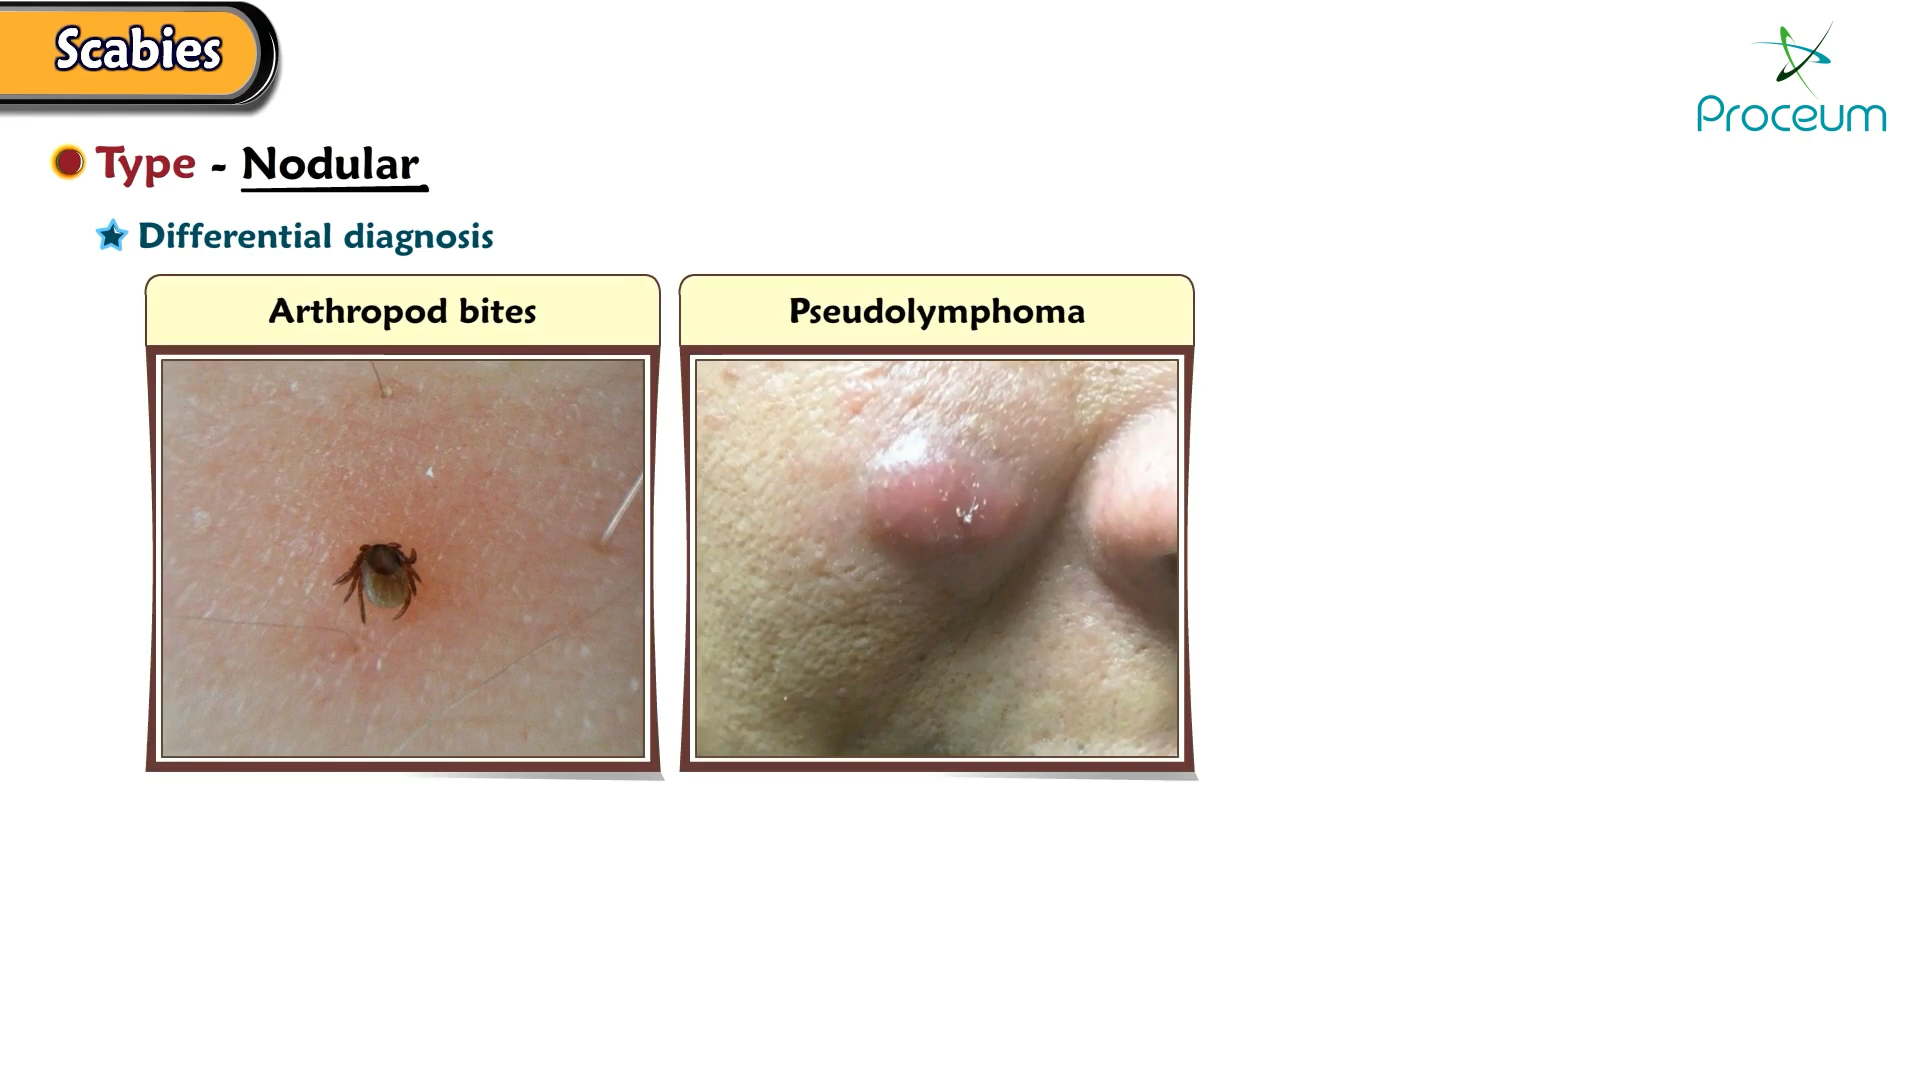 Scabies
Proceum
Type - Nodular
Differential diagnosis
Arthropod bites
Pseudolymphoma